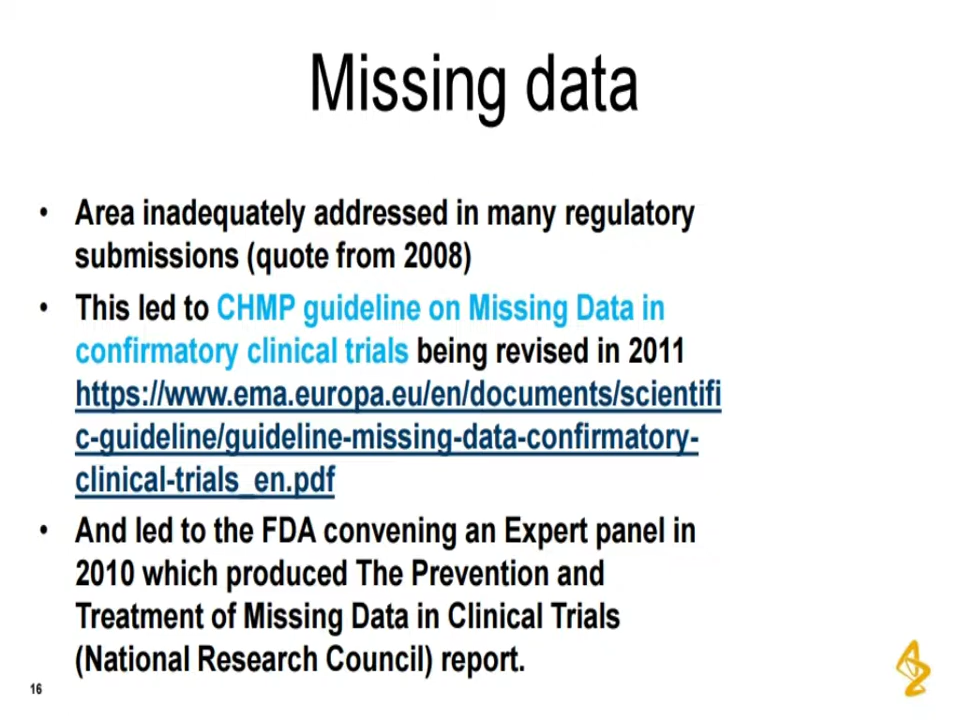 Missing data
• Area inadequately addressed in many regulatory
submissions (quote from 2008)
• This led to CHMP guideline on Missing Data in
confirmatory clinical trials being revised in 2011
https://www.ema.europa.eu/en/documents/scientifi
c-guideline/guideline-missing-data-confirmatory-
clinical-trials_en.pdf
• And led to the FDA convening an Expert panel in
2010 which produced The Prevention and
Treatment of Missing Data in Clinical Trials
(National Research Council) report.
16